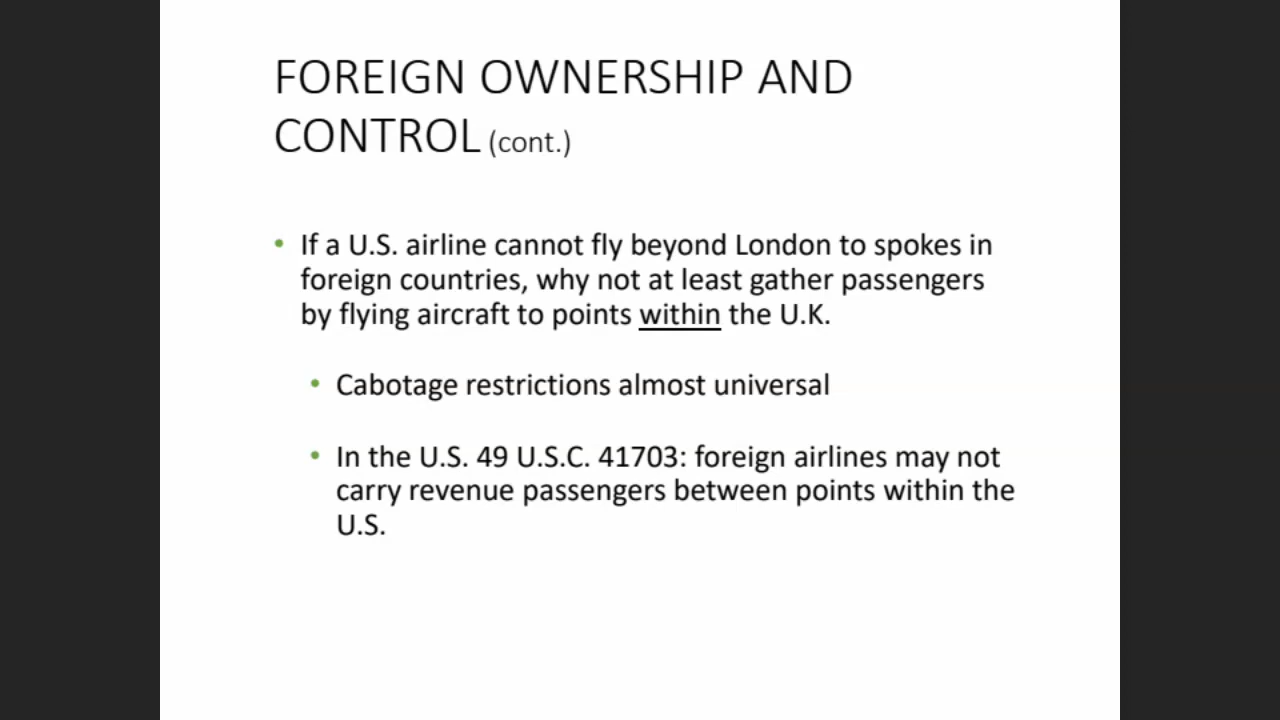 FOREIGN OWNERSHIP AND
CONTROL (cont.)
• If a U.S. airline cannot fly beyond London to spokes in
foreign countries, why not at least gather passengers
by flying aircraft to points within the U.K.
• Cabotage restrictions almost universal
• In the U.S. 49 U.S.C. 41703: foreign airlines may not
carry revenue passengers between points within the
U.S.